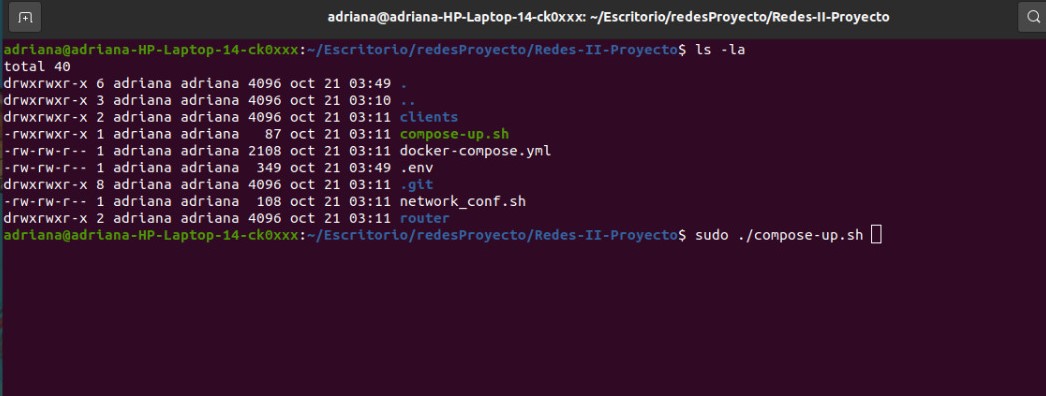 adriana@adriana-HP-Laptop-14-ck0xxx: ~/Escritorio/redesProyecto/Redes-II-Proyecto
adriana@adriana-HP-Laptop-14-ck0xxx:~/Escritorio/redesProyecto/Redes-II-Proyecto$ ls -la
total 40
drwxrwxr-x 6 adriana adriana 4096 oct 21 03:49 .
drwxrwxr-x 3 adriana adriana 4096 oct 21 03:10 ..
drwxrwxr-x 2 adriana adriana 4096 oct 21 03:11 clients
-rwxrwxr-x 1 adriana adriana   87 oct 21 03:11 compose-up.sh
-rw-rw-r-- 1 adriana adriana 2108 oct 21 03:11 docker-compose.yml
-rw-rw-r-- 1 adriana adriana  349 oct 21 03:49 .env
drwxrwxr-x 8 adriana adriana 4096 oct 21 03:11 .git
-rw-rw-r-- 1 adriana adriana  108 oct 21 03:11 network_conf.sh
drwxrwxr-x 2 adriana adriana 4096 oct 21 03:11 router
adriana@adriana-HP-Laptop-14-ck0xxx:~/Escritorio/redesProyecto/Redes-II-Proyecto$ sudo ./compose-up.sh